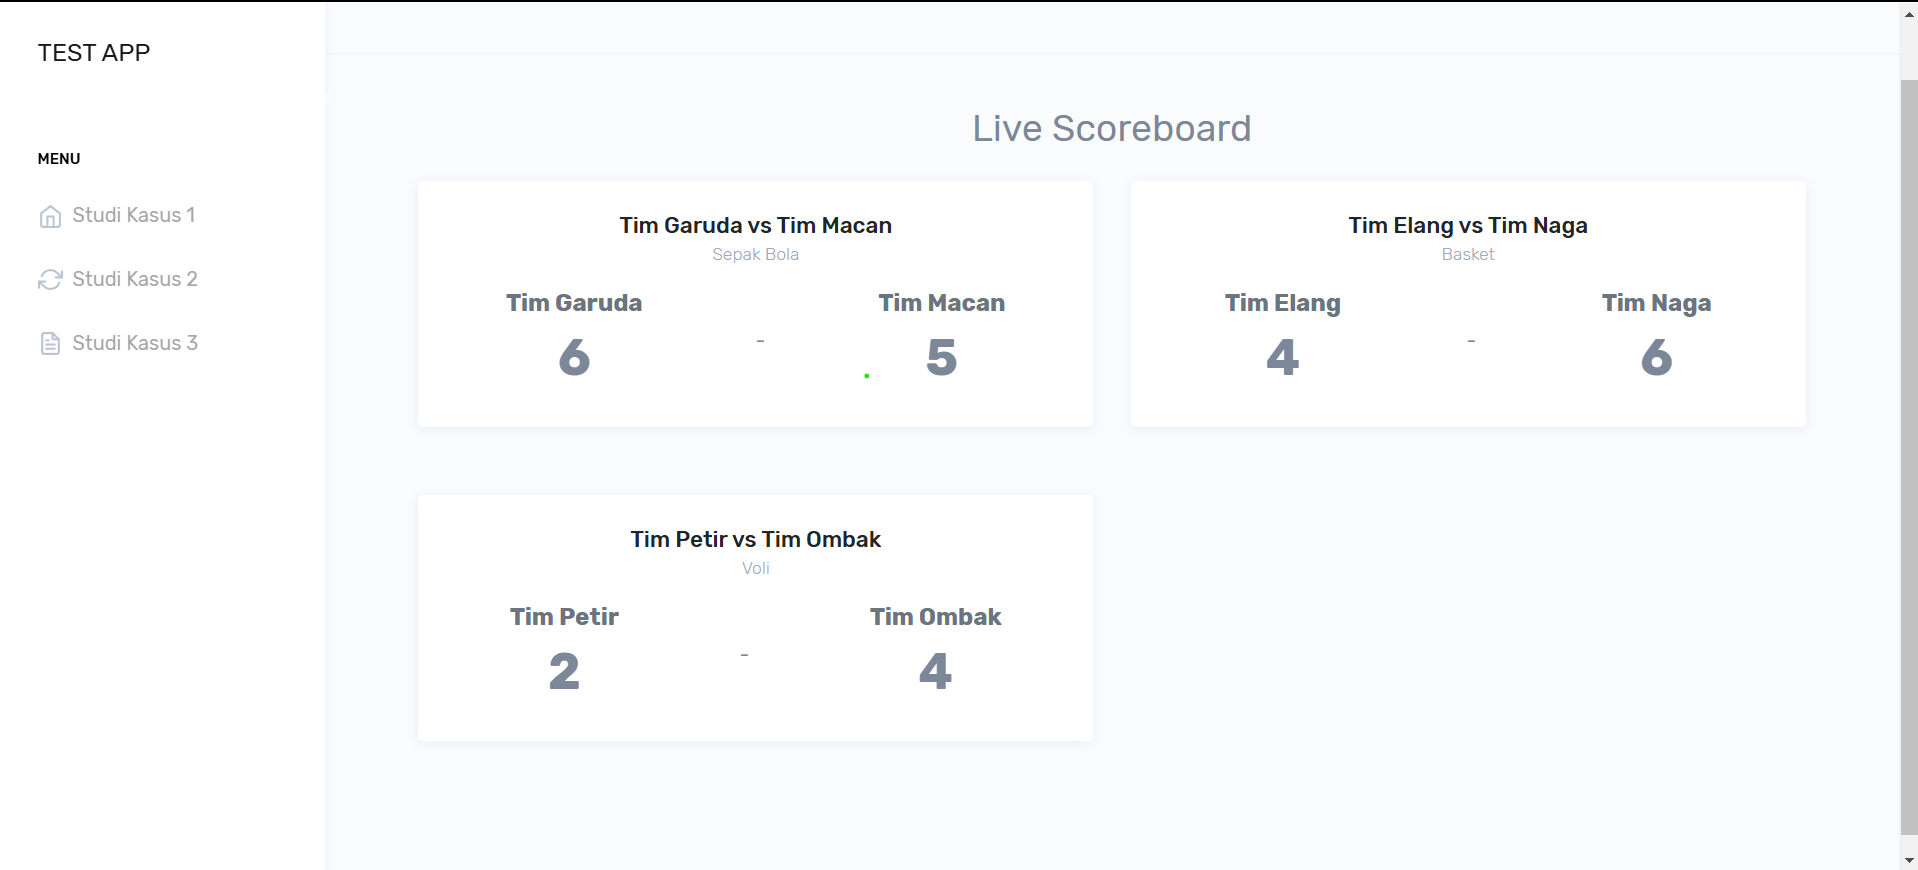 TEST APP
MENU
Studi Kasus 1
Studi Kasus 2
Studi Kasus 3
Live Scoreboard
Tim Garuda vs Tim Macan
Sepak Bola
Tim Garuda
6
-
Tim Macan
5
Tim Elang vs Tim Naga
Basket
Tim Elang
4
-
Tim Naga
6
Tim Petir vs Tim Ombak
Voli
Tim Petir
2
-
Tim Ombak
4